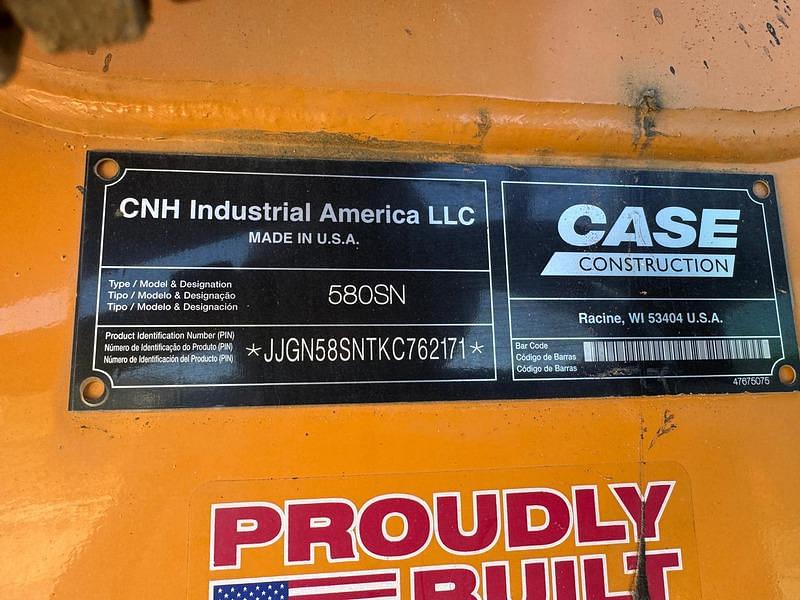 CNH Industrial America LLC
MADE IN U.S.A.
Type / Model & Designation
Tipo / Modelo & Designação
Tipo / Modelo & Designación
580SN
Product Identification Number (PIN)
Número de Identificação do Produto (PIN)
Número de Identificación del Producto (PIN)
*JJGN58SNTKC762171*
CASE
CONSTRUCTION
Racine, WI 53404 U.S.A.
Bar Code
Código de Barras
Código de Barras
47675075
PROUDLY
BUILT